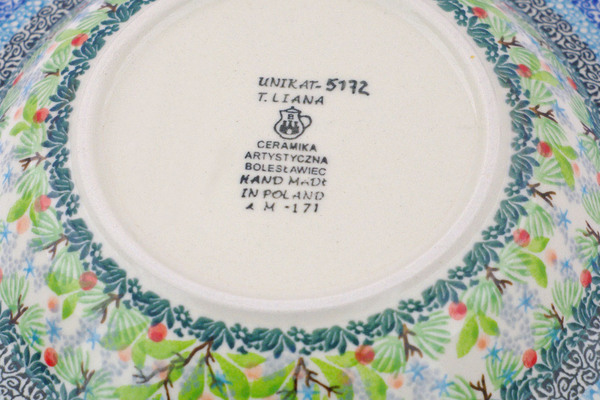 UNIKAT-5172
T. LIANA
B
CERAMIKA
ARTYSTYCZNA
BOLESŁAWIEC
HAND MADE
IN POLAND
M -171